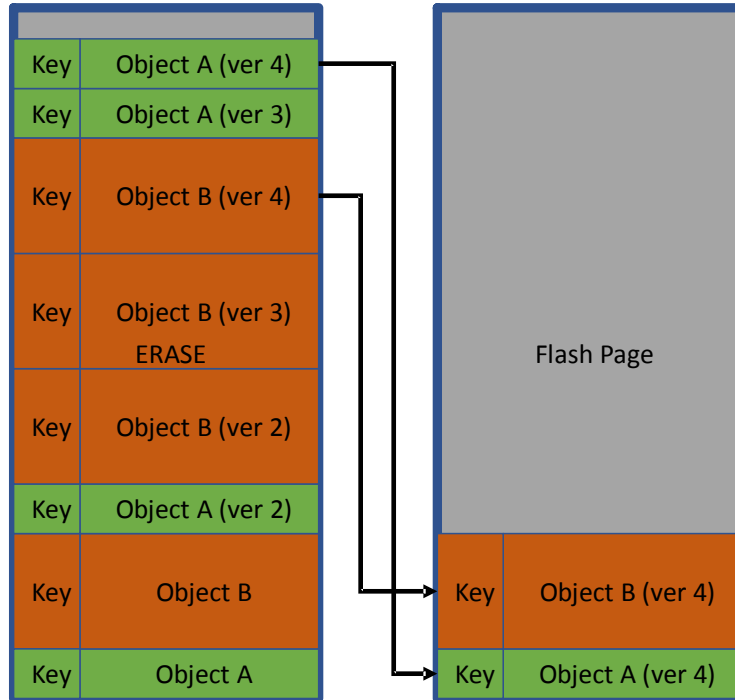 Key Object A (ver 4)
Key Object A (ver 3)
Key Object B (ver 4)
Key Object B (ver 3)
ERASE
Key Object B (ver 2)
Key Object A (ver 2)
Key Object B
Key Object A
Flash Page
Key Object B (ver 4)
Key Object A (ver 4)